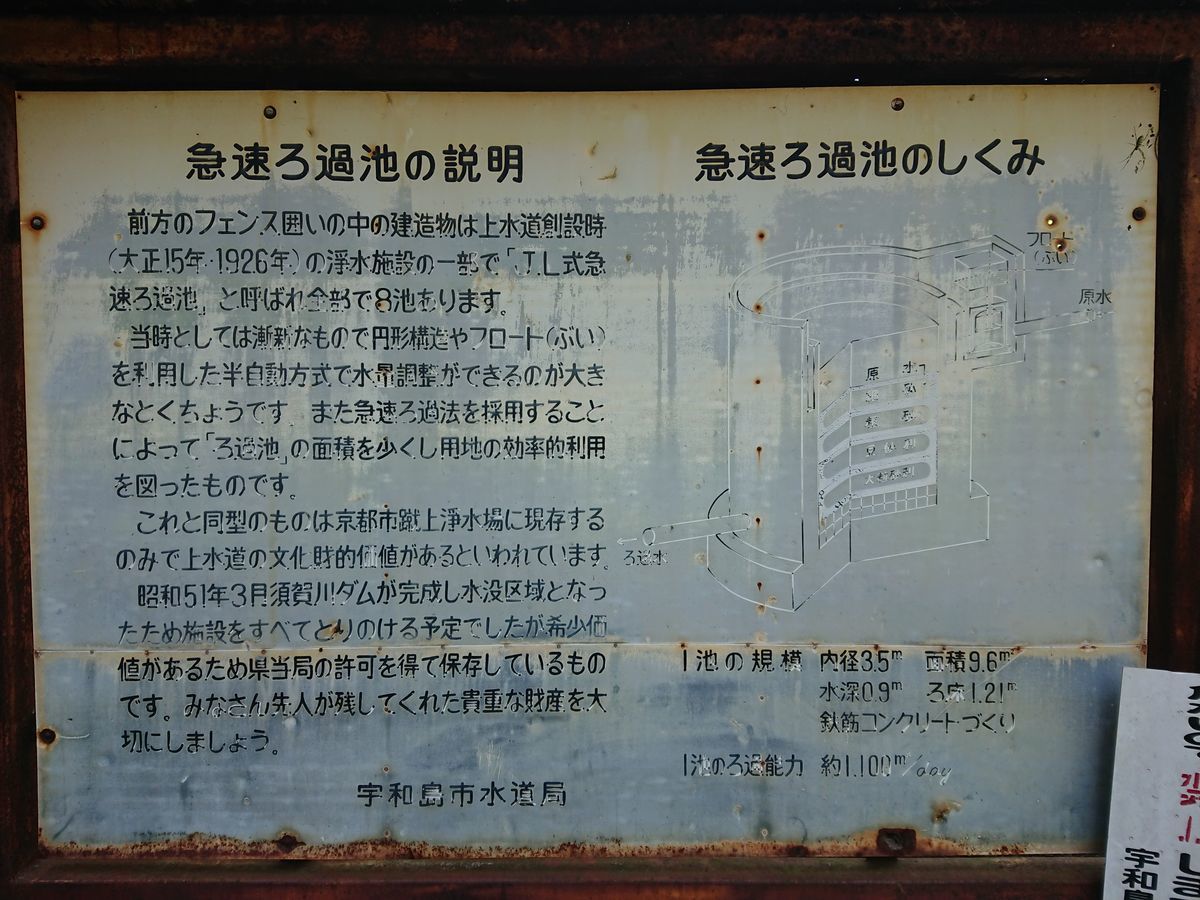 急速ろ過池の説明
前方のフェンス囲いの中の建造物は上水道創設時
(大正15年・1926年)の浄水施設の一部で「J.L式急
速ろ過池」と呼ばれ全部で8池あります。
当時としては漸新なもので円形構造やフロート(ぶい)
を利用した半自動方式で水量調整ができるのが大き
なとくちょうです。また急速ろ過法を採用すること
によって「ろ過池」の面積を少くし用地の効率的利用
を図ったものです。
これと同型のものは京都市蹴上浄水場に現存する
のみで上水道の文化財的価値があるといわれています。
昭和51年3月須賀川ダムが完成し水没区域となっ
たため施設をすべてとりのける予定でしたが希少価
値があるため県当局の許可を得て保存しているもの
です。みなさん先人が残してくれた貴重な財産を大
切にしましょう。
宇和島市水道局
急速ろ過池のしくみ
フロート
(ぶい)
原水
原水
ろ過水
1池の規模 内径3.5m 面積9.6m
水深0.9m ろ床1.21m
鉄筋コンクリートづくり
1池のろ過能力 約1.100m/day
宇和島